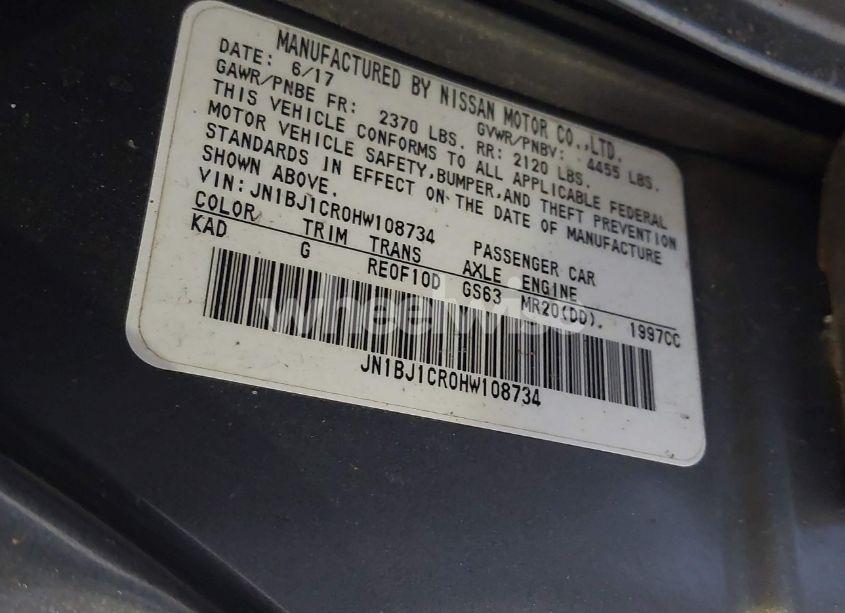 MANUFACTURED BY NISSAN MOTOR CO.,LTD.
DATE: 6/17 GVWR/PNBV: 4455 LBS.
GAWR/PNBE FR: 2370 LBS. RR: 2120 LBS.
THIS VEHICLE CONFORMS TO ALL APPLICABLE FEDERAL
MOTOR VEHICLE SAFETY,BUMPER,AND THEFT PREVENTION
STANDARDS IN EFFECT ON THE DATE OF MANUFACTURE
SHOWN ABOVE.
VIN: JN1BJ1CR0HW108734 PASSENGER CAR
COLOR TRIM TRANS AXLE ENGINE
KAD G RE0F10D GS63 MR20(DD). 1997CC
wheelwise
JN1BJ1CR0HW108734